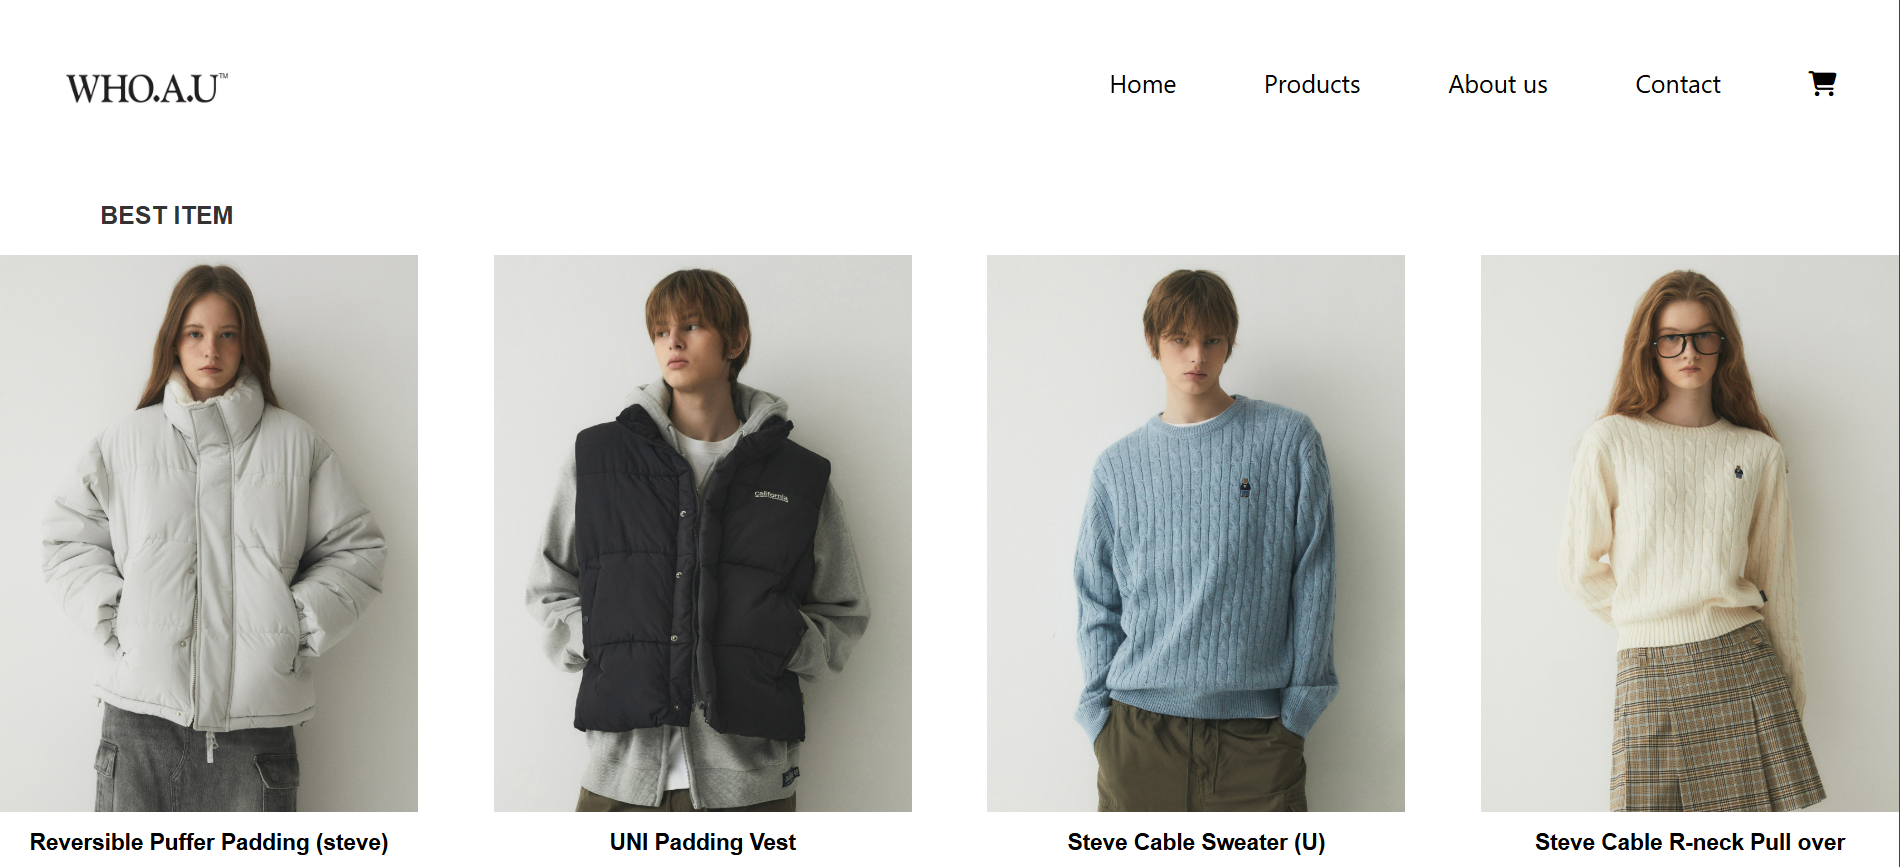 WHO.A.U™
Home Products About us Contact
BEST ITEM
california
Reversible Puffer Padding (steve)
UNI Padding Vest
Steve Cable Sweater (U)
Steve Cable R-neck Pull over